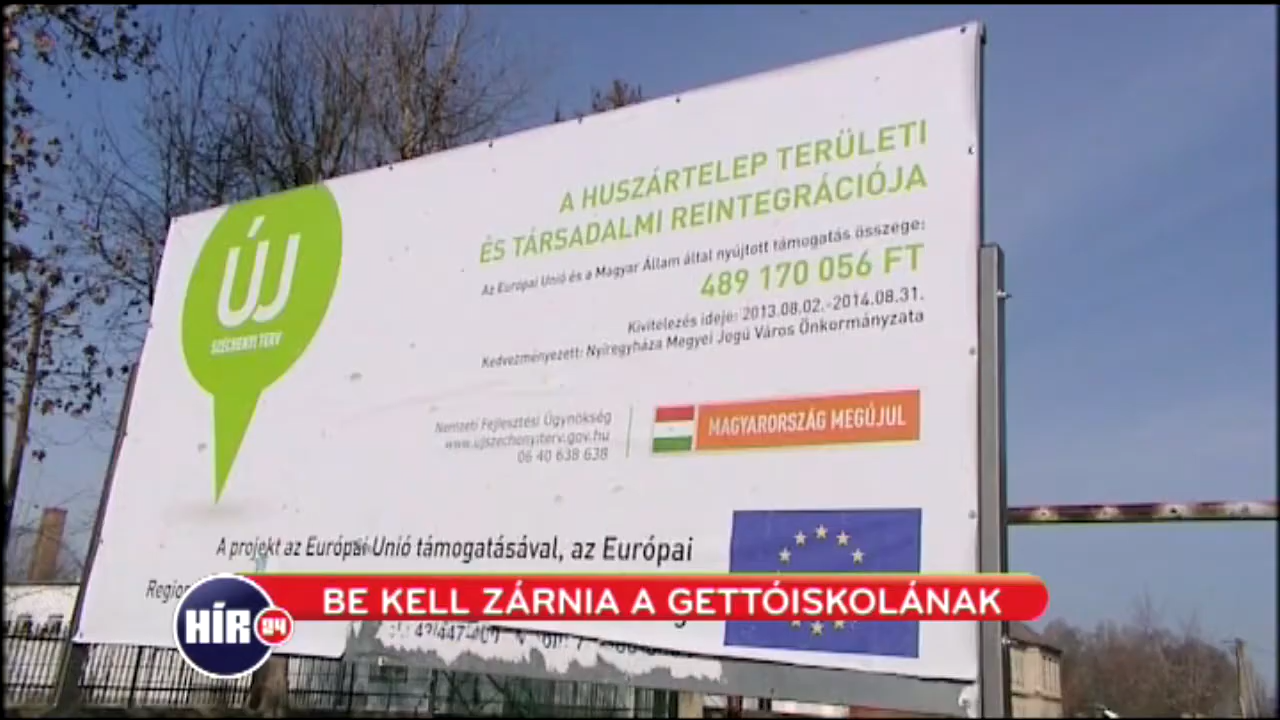 ÚJ
SZÉCHENYI TERV
A HUSZÁRTELEP TERÜLETI
ÉS TÁRSADALMI REINTEGRÁCIÓJA
Az Európai Unió és a Magyar Állam által nyújtott támogatás összege:
489 170 056 FT
Kivitelezés ideje: 2013.08.02.-2014.08.31.
Kedvezményezett: Nyíregyháza Megyei Jogú Város Önkormányzata
Nemzeti Fejlesztési Ügynökség
www.ujszechenyiterv.gov.hu
06 40 638 638
MAGYARORSZÁG MEGÚJUL
A projekt az Európai Unió támogatásával, az Európai
HÍR24
BE KELL ZÁRNIA A GETTÓISKOLÁNAK